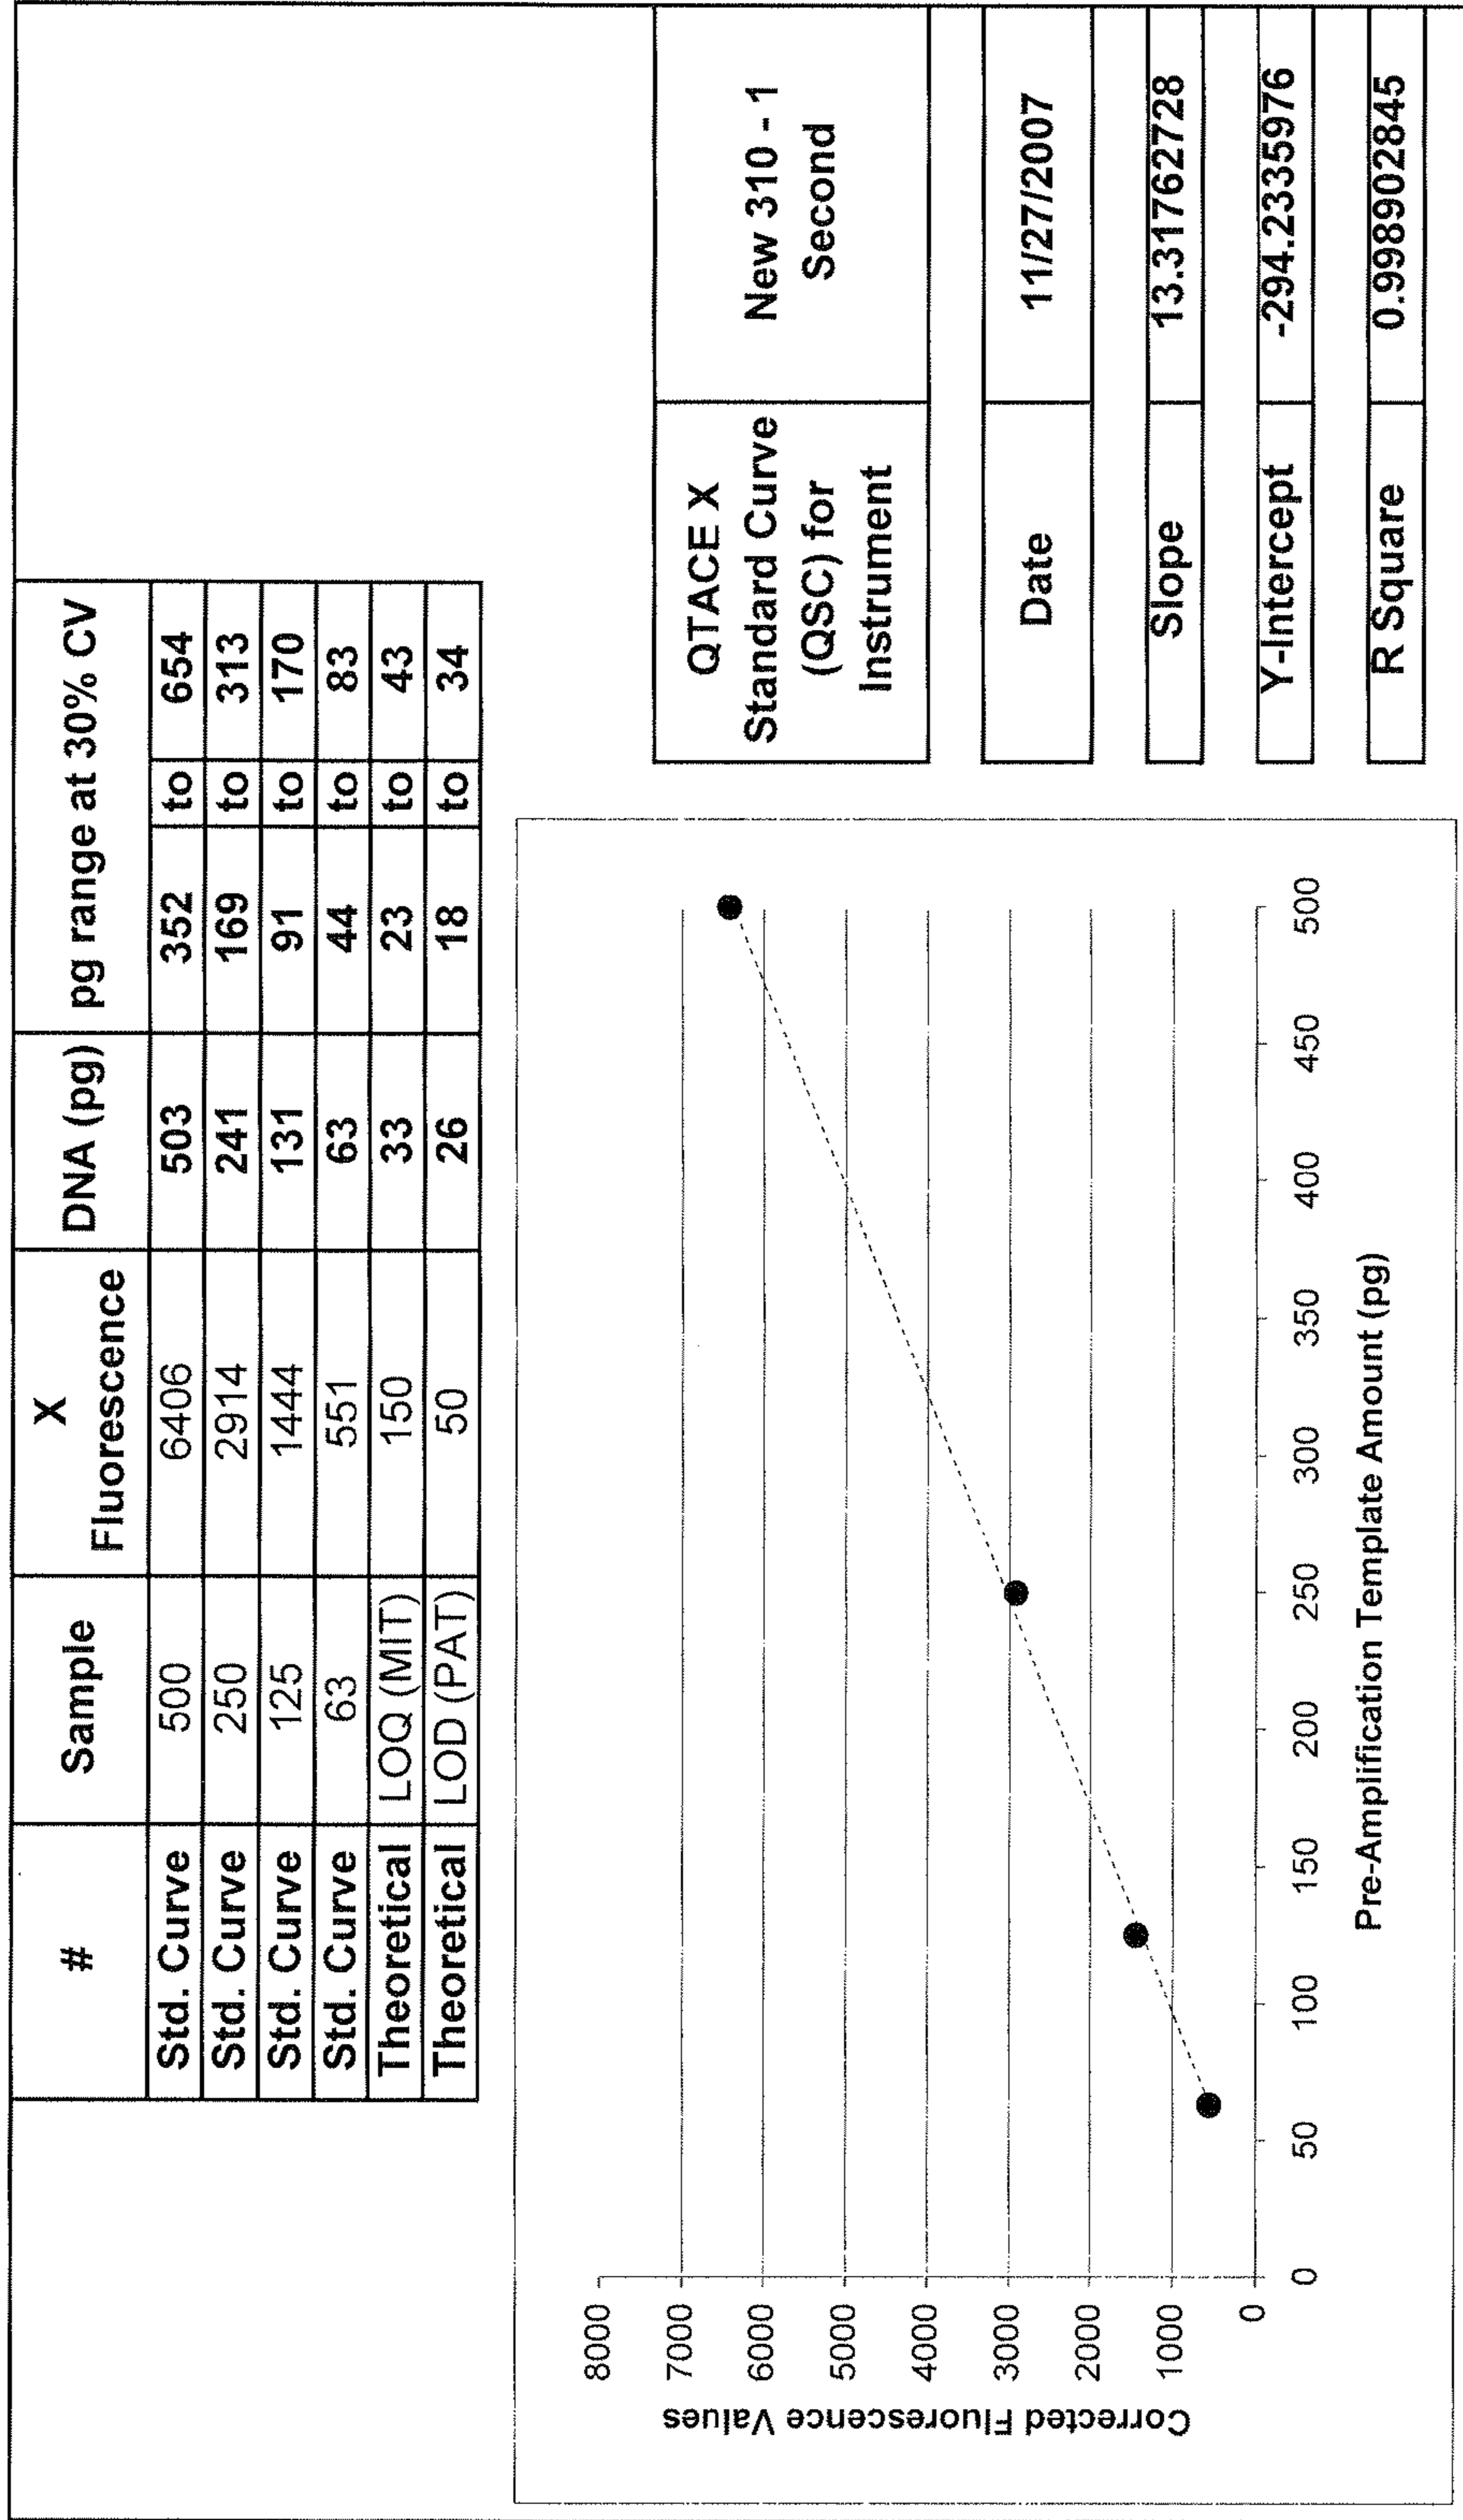 # Sample X Fluorescence DNA (pg) pg range at 30% CV
Std. Curve 500 6406 503 352 to 654
Std. Curve 250 2914 241 169 to 313
Std. Curve 125 1444 131 91 to 170
Std. Curve 63 551 63 44 to 83
Theoretical LOQ (MIT) 150 33 23 to 43
Theoretical LOD (PAT) 50 26 18 to 34
Corrected Fluorescence Values
8000
7000
6000
5000
4000
3000
2000
1000
0
0 50 100 150 200 250 300 350 400 450 500
Pre-Amplification Template Amount (pg)
QTACE X
Standard Curve
(QSC) for
Instrument
New 310 - 1
Second
Date 11/27/2007
Slope 13.31762728
Y-Intercept -294.2335976
R Square 0.998902845